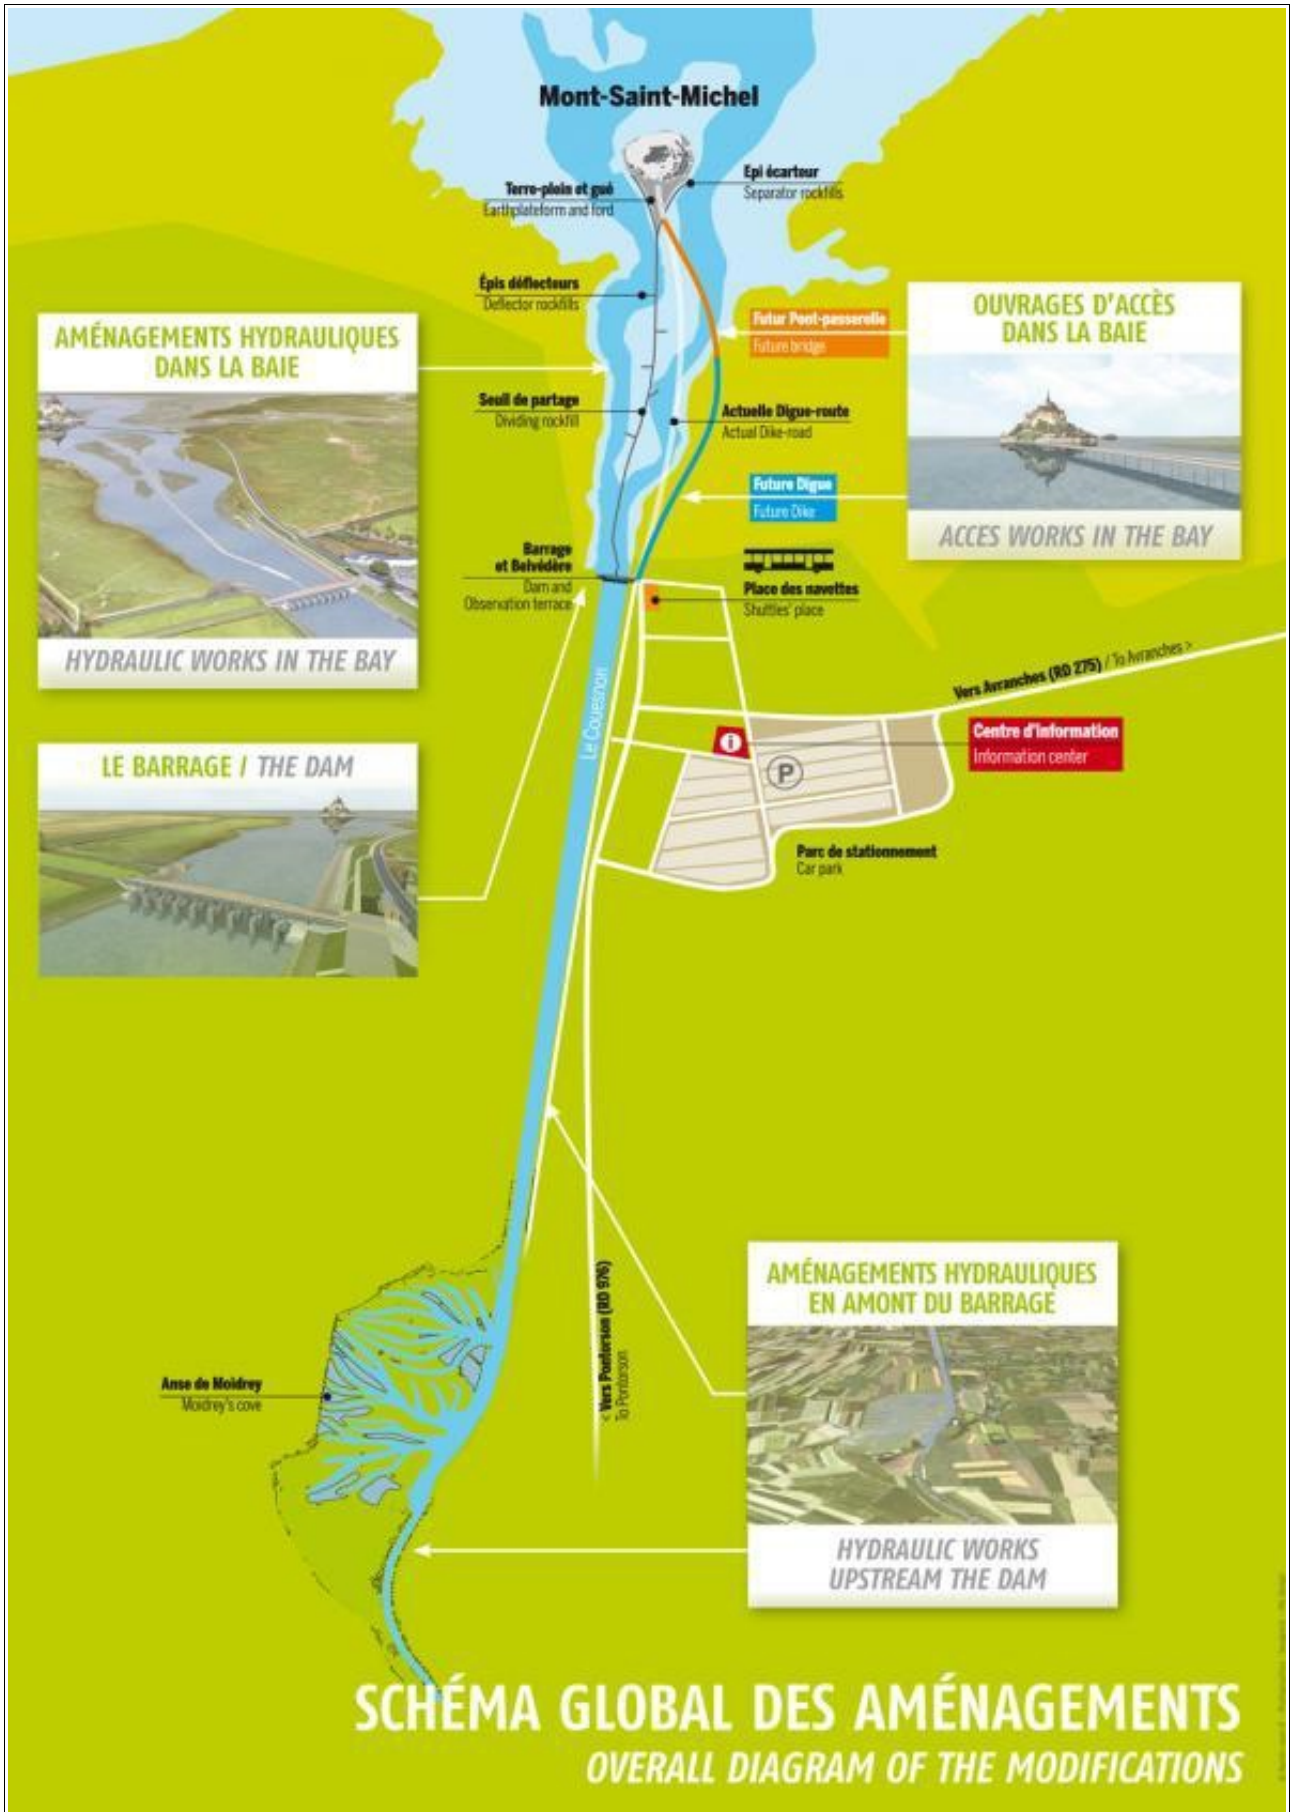 Mont-Saint-Michel
Epi écarteur
Separator rockfills
Terre-plein et gué
Earthplateform and ford
Épis déflecteurs
Deflector rockfills
Futur Pont-passerelle
Future bridge
OUVRAGES D'ACCÈS
DANS LA BAIE
ACCES WORKS IN THE BAY
AMÉNAGEMENTS HYDRAULIQUES
DANS LA BAIE
HYDRAULIC WORKS IN THE BAY
Seuil de partage
Dividing rockfill
Actuelle Digue-route
Actual Dike-road
Future Digue
Future Dike
Barrage
et Belvédère
Dam and
Observation terrace
Place des navettes
Shuttles' place
Vers Avranches (RD 275) / To Avranches >
Le Couesnon
Centre d'information
Information center
i
P
Parc de stationnement
Car park
LE BARRAGE / THE DAM
AMÉNAGEMENTS HYDRAULIQUES
EN AMONT DU BARRAGE
HYDRAULIC WORKS
UPSTREAM THE DAM
< Vers Pontorson (RD 976)
To Pontorson
Anse de Moidrey
Moidrey's cove
SCHÉMA GLOBAL DES AMÉNAGEMENTS
OVERALL DIAGRAM OF THE MODIFICATIONS